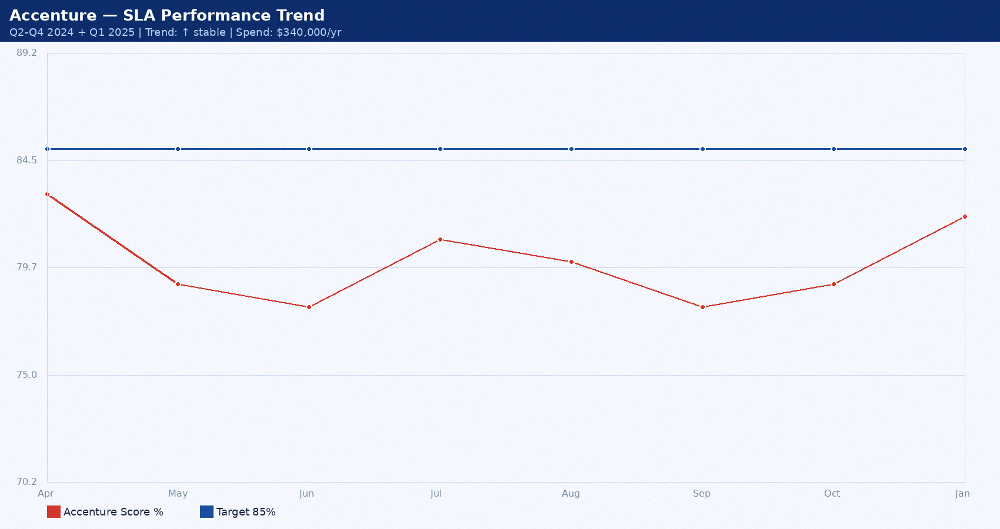 Accenture — SLA Performance Trend
Q2-Q4 2024 + Q1 2025 | Trend: ↑ stable | Spend: $340,000/yr
89.2
84.5
79.7
75.0
70.2
Apr May Jun Jul Aug Sep Oct Jan-
Accenture Score % Target 85%